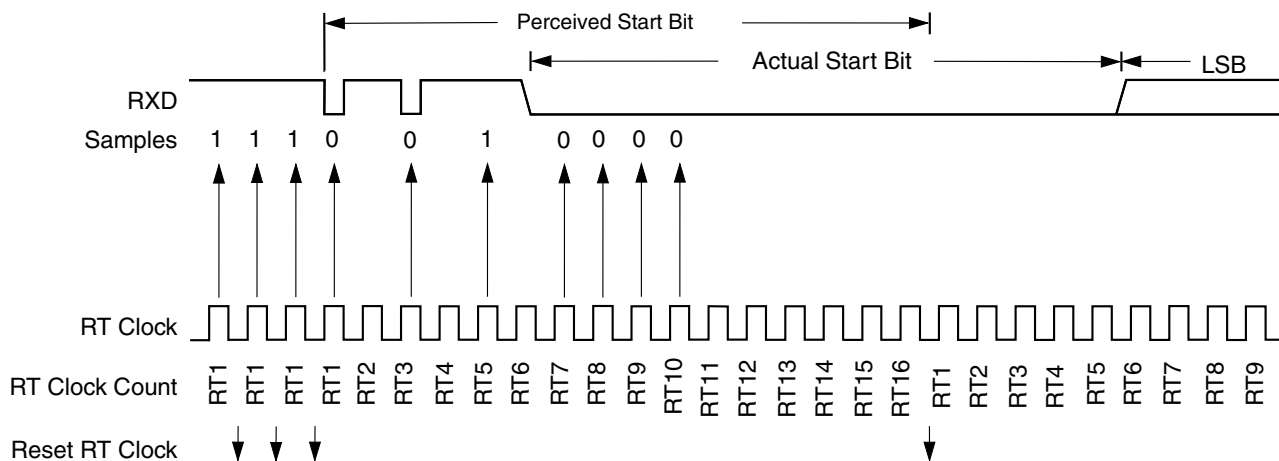 Perceived Start Bit
Actual Start Bit
LSB
RXD
Samples 1 1 1 0 0 1 0 0 0 0
RT Clock
RT Clock Count RT1 RT1 RT1 RT1 RT2 RT3 RT4 RT5 RT6 RT7 RT8 RT9 RT10 RT11 RT12 RT13 RT14 RT15 RT16 RT1 RT2 RT3 RT4 RT5 RT6 RT7 RT8 RT9
Reset RT Clock